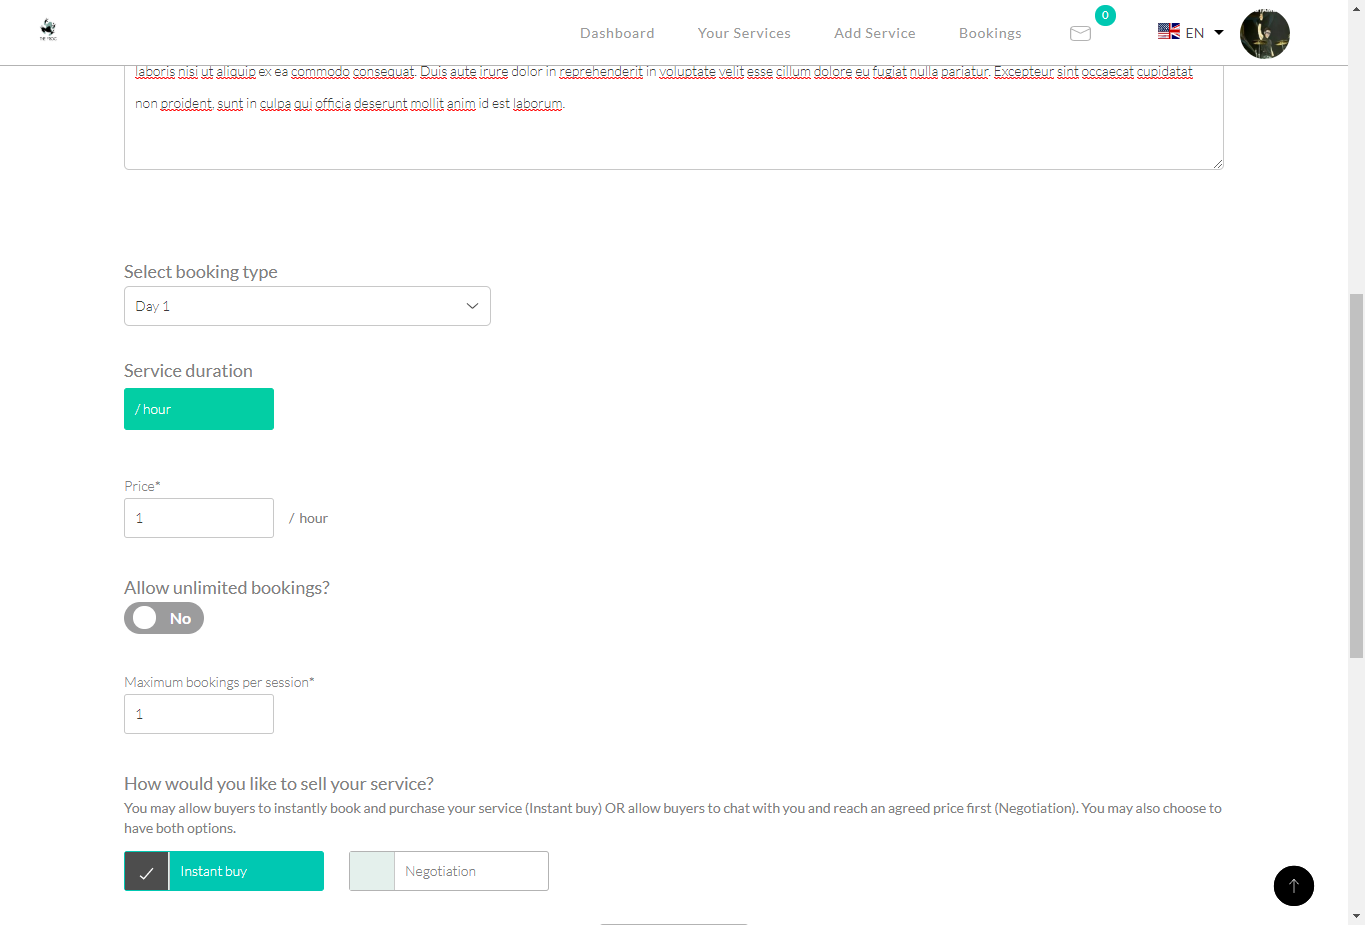 Dashboard
Your Services
Add Service
Bookings
0
EN
laboris nisi ut aliquip ex ea commodo consequat. Duis aute irure dolor in reprehenderit in voluptate velit esse cillum dolore eu fugiat nulla pariatur. Excepteur sint occaecat cupidatat
non proident, sunt in culpa qui officia deserunt mollit anim id est laborum.
Select booking type
Day 1
Service duration
/ hour
Price*
1
/ hour
Allow unlimited bookings?
No
Maximum bookings per session*
1
How would you like to sell your service?
You may allow buyers to instantly book and purchase your service (Instant buy) OR allow buyers to chat with you and reach an agreed price first (Negotiation). You may also choose to
have both options.
Instant buy
Negotiation